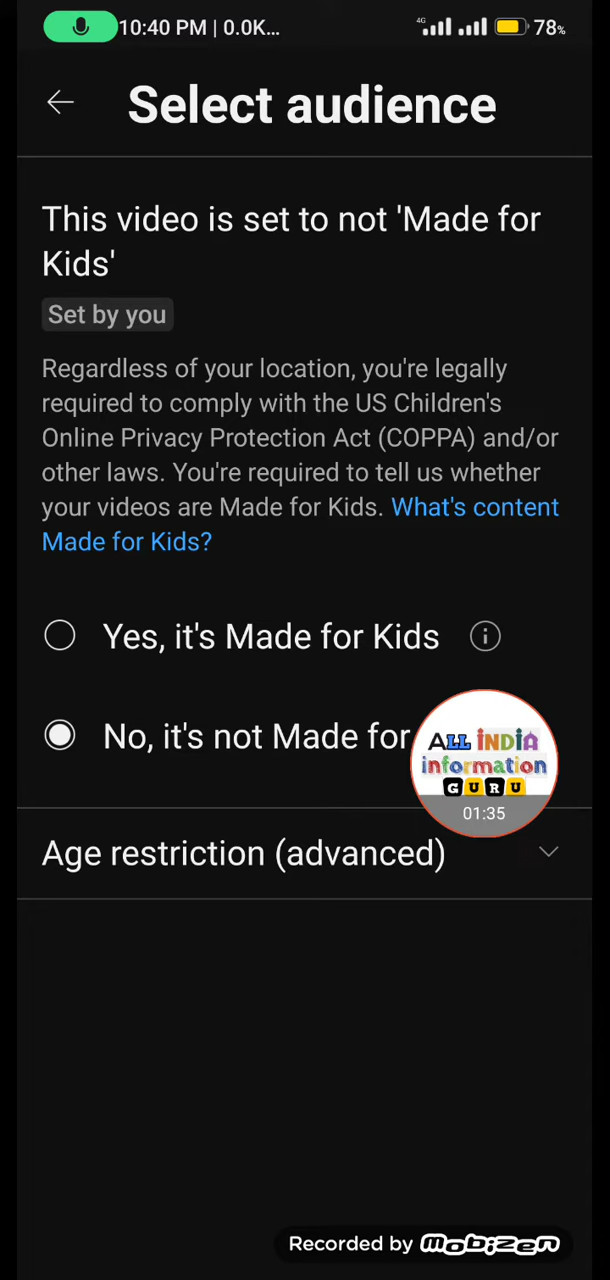 10:40 PM | 0.0K... 4G 78%
Select audience
This video is set to not 'Made for
Kids'
Set by you
Regardless of your location, you're legally
required to comply with the US Children's
Online Privacy Protection Act (COPPA) and/or
other laws. You're required to tell us whether
your videos are Made for Kids. What's content
Made for Kids?
Yes, it's Made for Kids
No, it's not Made for
ALL INDIA
information
GURU
01:35
Age restriction (advanced)
Recorded by mobizen